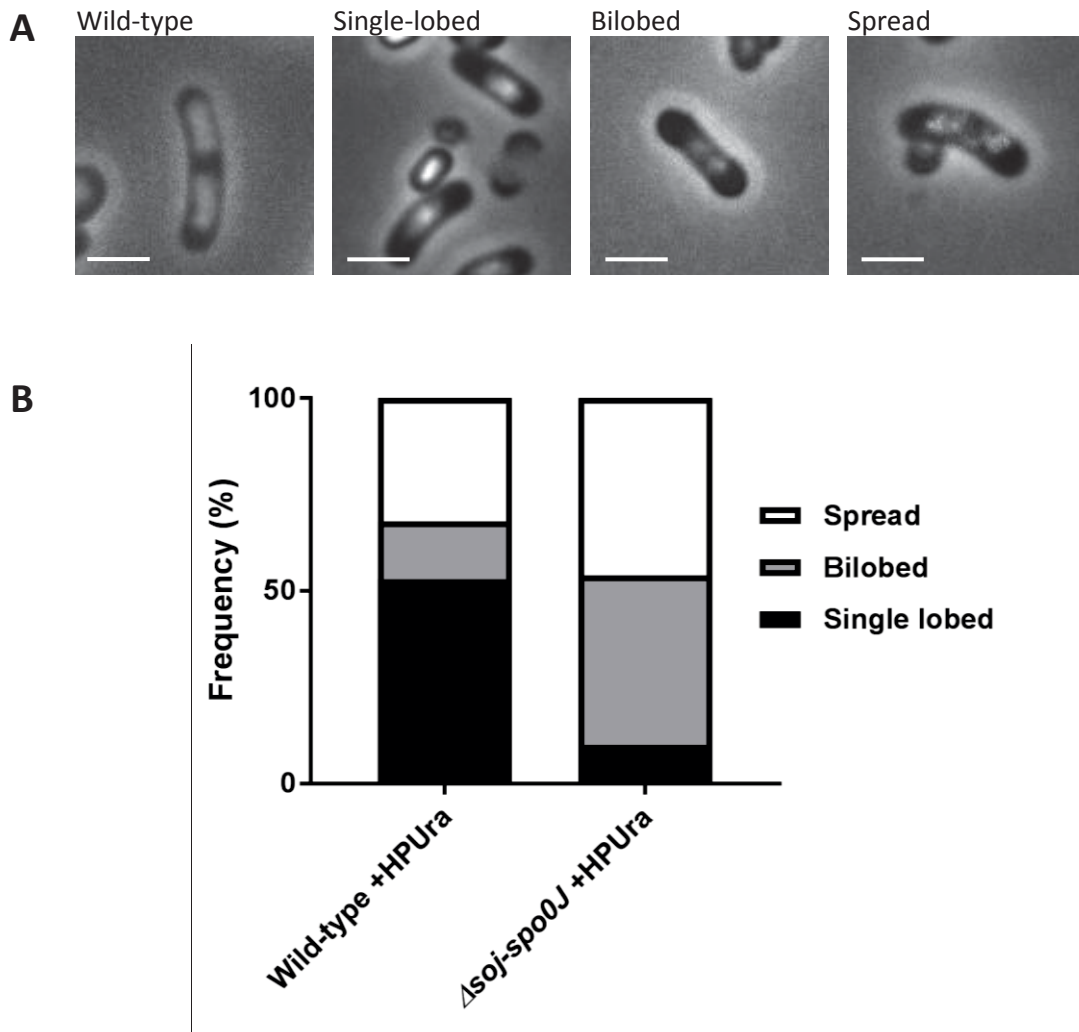 A
Wild-type
Single-lobed
Bilobed
Spread
B
Frequency (%)
100
50
0
Spread
Bilobed
Single lobed
Wild-type +HPUra
Δsoj-spo0J +HPUra